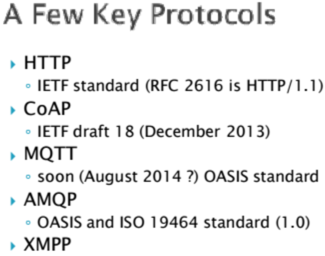 A Few Key Protocols
HTTP
IETF standard (RFC 2616 is HTTP/1.1)
CoAP
IETF draft 18 (December 2013)
MQTT
soon (August 2014 ?) OASIS standard
AMQP
OASIS and ISO 19464 standard (1.0)
XMPP